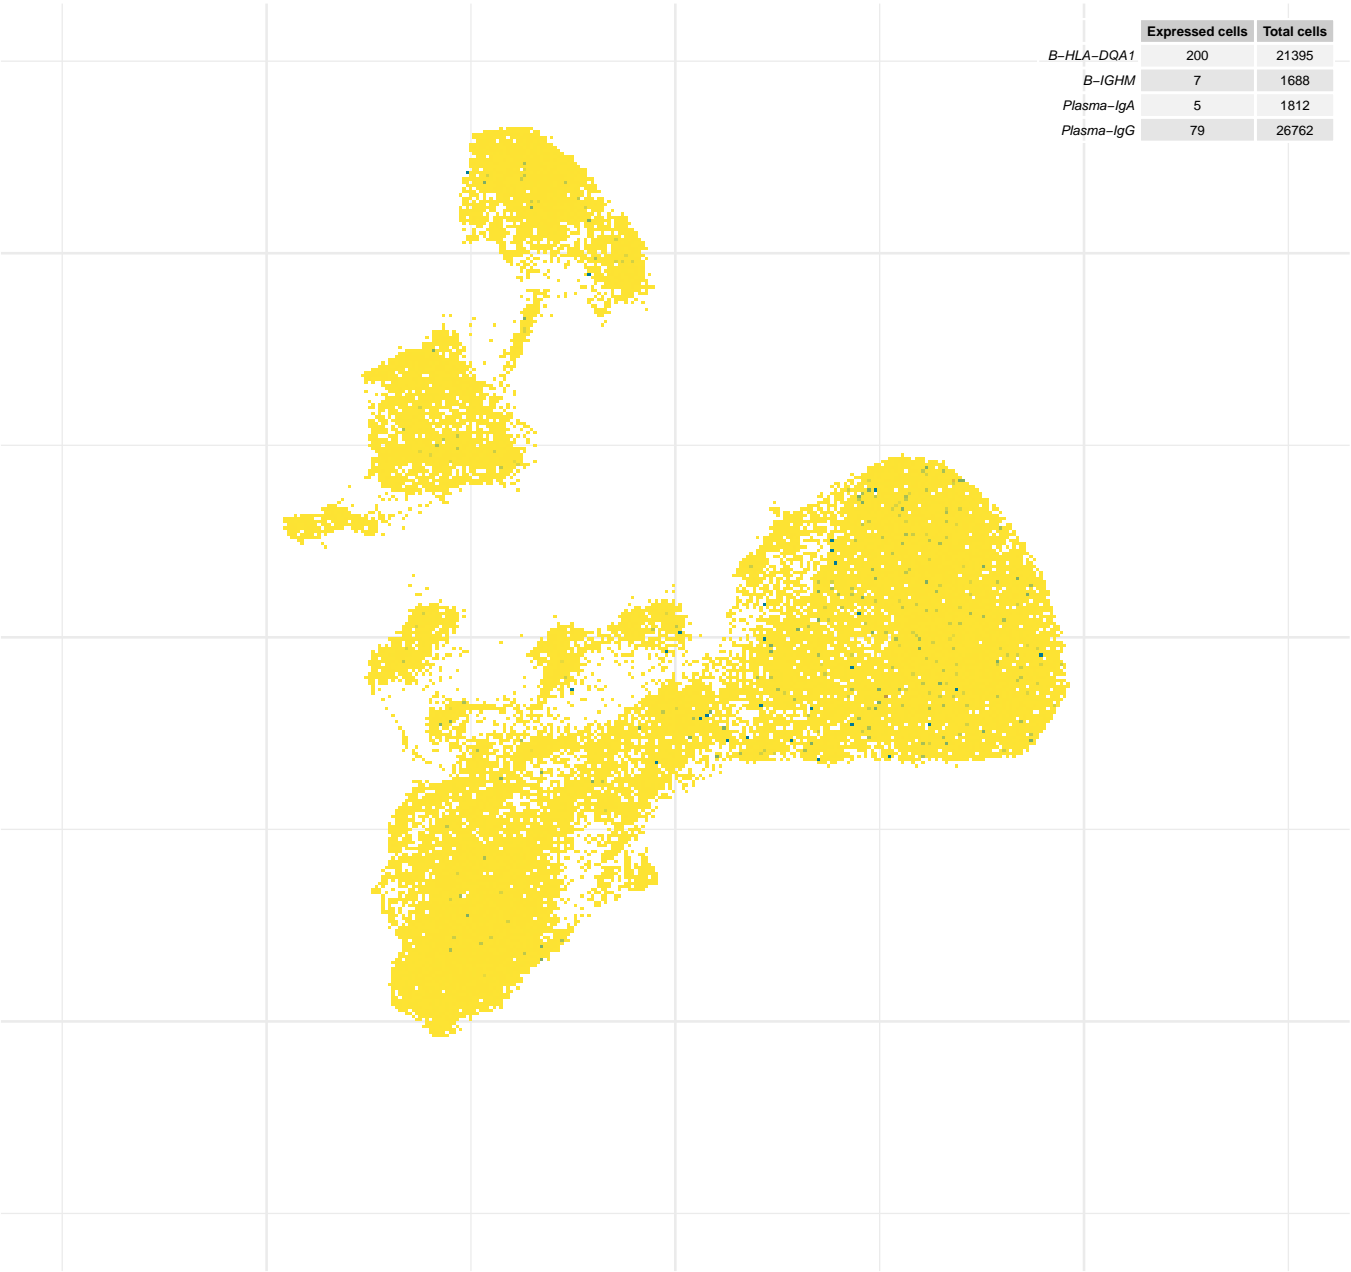 Expressed cells Total cells
B−HLA−DQA1 200 21395
B−IGHM 7 1688
Plasma−IgA 5 1812
Plasma−IgG 79 26762